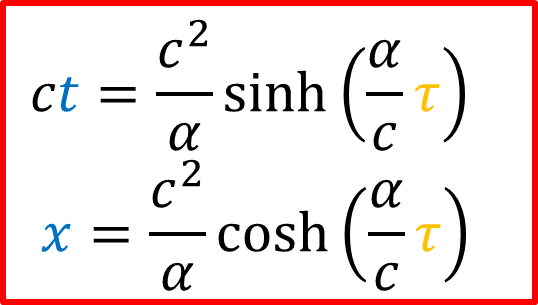 ct = c²/α sinh (α/c τ)
x = c²/α cosh (α/c τ)